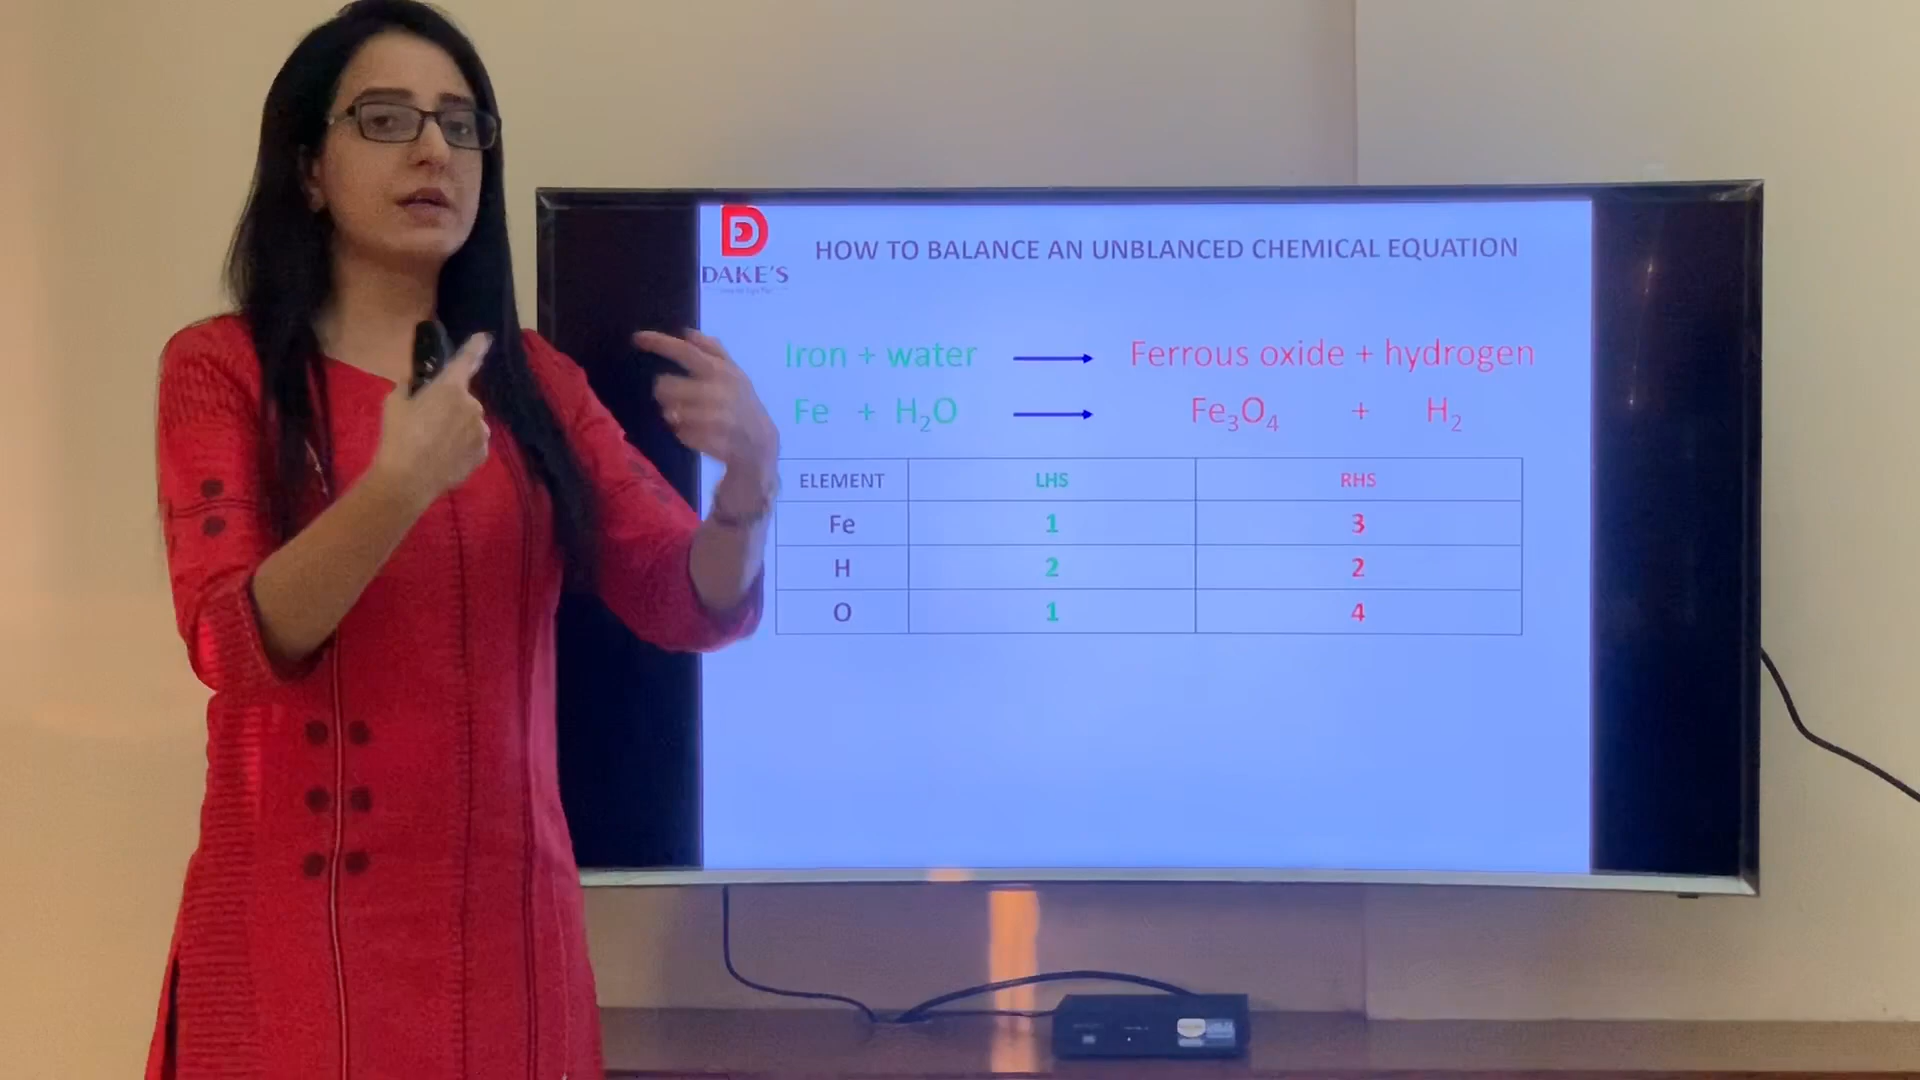 DAKE'S
HOW TO BALANCE AN UNBLANCED CHEMICAL EQUATION
Iron + water → Ferrous oxide + hydrogen
Fe + H₂O → Fe₃O₄ + H₂
ELEMENT LHS RHS
Fe 1 3
H 2 2
O 1 4